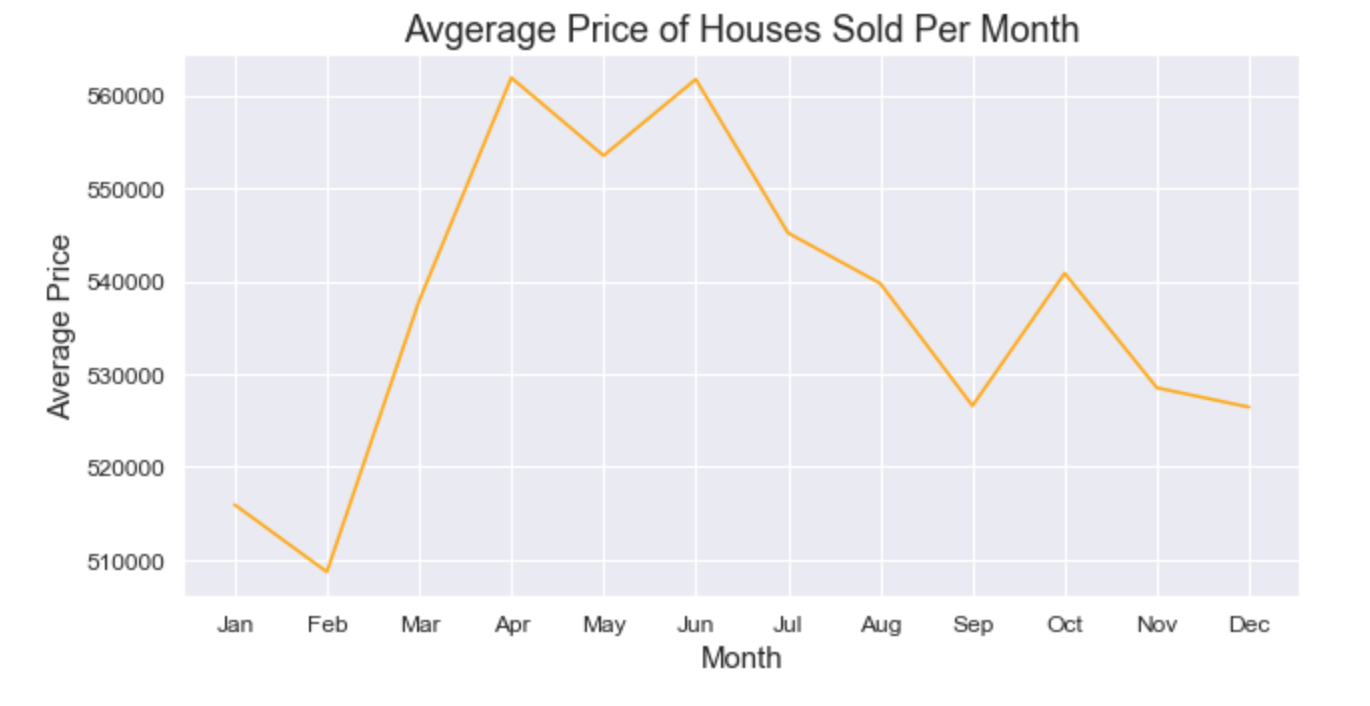 Avgerage Price of Houses Sold Per Month
560000
550000
540000
530000
520000
510000
Average Price
Jan Feb Mar Apr May Jun Jul Aug Sep Oct Nov Dec
Month